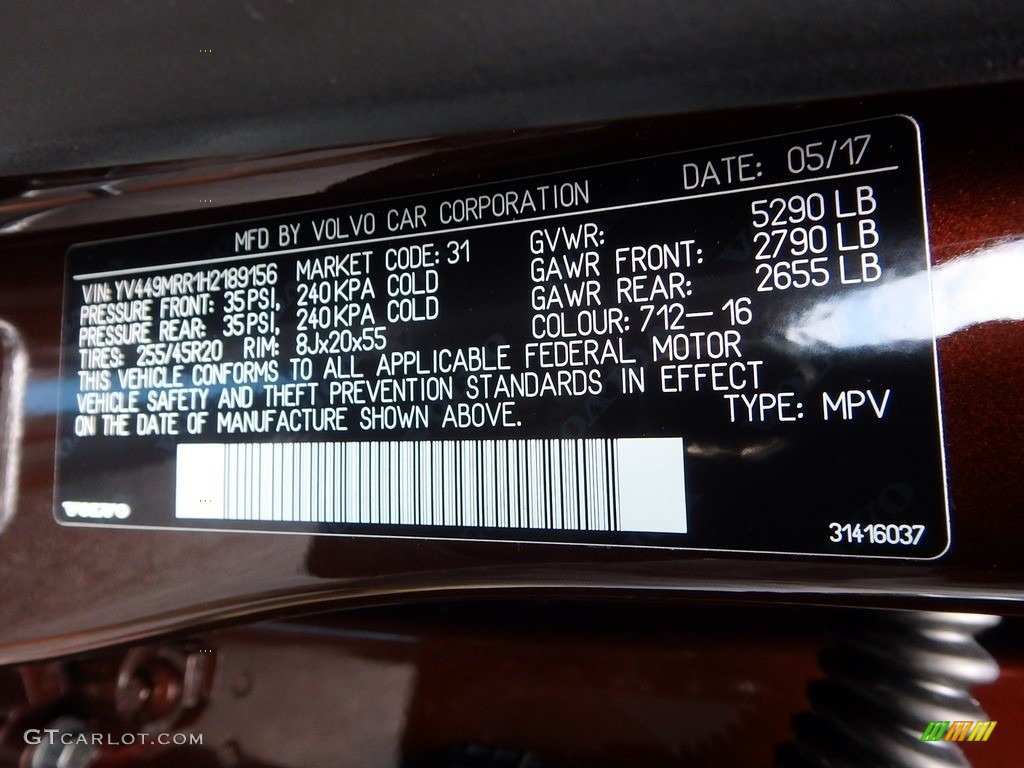 MFD BY VOLVO CAR CORPORATION DATE: 05/17
VIN: YV449MRR1H2189156 MARKET CODE: 31 GVWR: 5290 LB
PRESSURE FRONT: 35 PSI, 240 KPA COLD GAWR FRONT: 2790 LB
PRESSURE REAR: 35 PSI, 240 KPA COLD GAWR REAR: 2655 LB
TIRES: 255/45R20 RIM: 8Jx20x55 COLOUR: 712-16
THIS VEHICLE CONFORMS TO ALL APPLICABLE FEDERAL MOTOR
VEHICLE SAFETY AND THEFT PREVENTION STANDARDS IN EFFECT
ON THE DATE OF MANUFACTURE SHOWN ABOVE. TYPE: MPV
VOLVO
31416037
GTCARLOT.COM